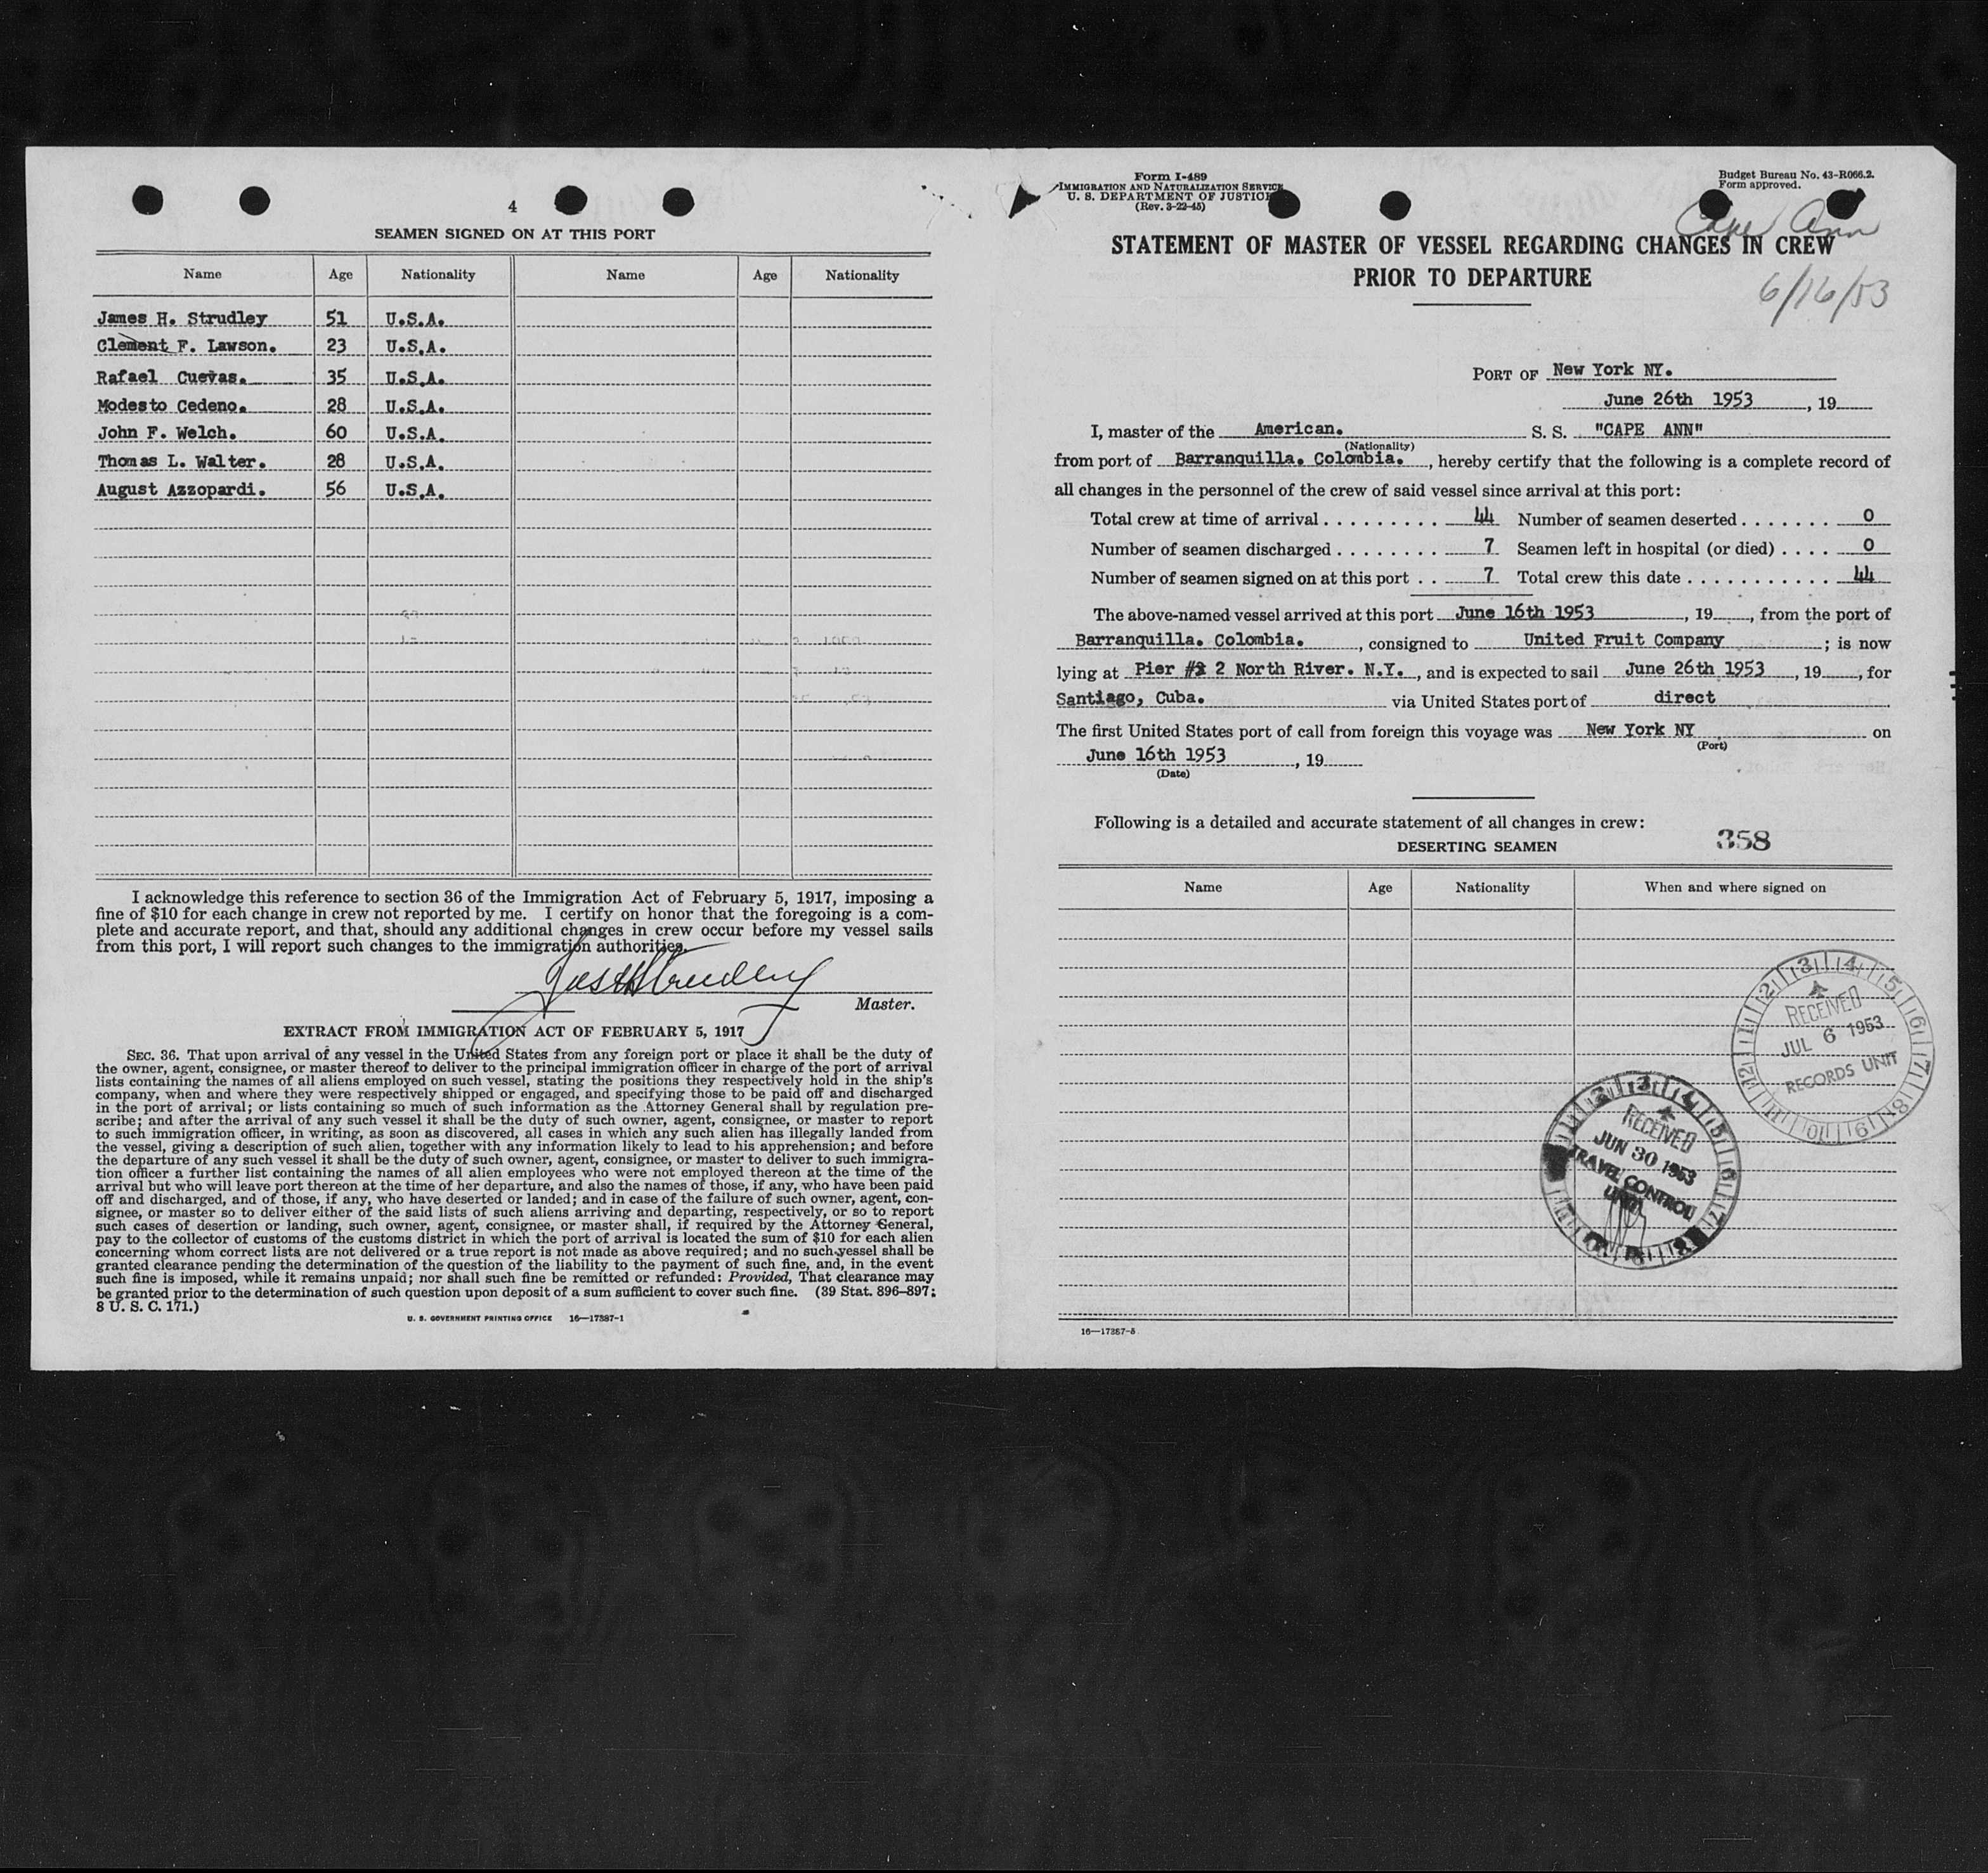 4
SEAMEN SIGNED ON AT THIS PORT
Name Age Nationality Name Age Nationality
James H. Strudley 51 U.S.A.
Clement F. Lawson. 23 U.S.A.
Rafael Cuevas. 35 U.S.A.
Modesto Cedeno. 28 U.S.A.
John F. Welch. 60 U.S.A.
Thomas L. Walter. 28 U.S.A.
August Azzopardi. 56 U.S.A.
I acknowledge this reference to section 36 of the Immigration Act of February 5, 1917, imposing a
fine of $10 for each change in crew not reported by me. I certify on honor that the foregoing is a com-
plete and accurate report, and that, should any additional changes in crew occur before my vessel sails
from this port, I will report such changes to the immigration authorities.
Jas H Strudley
Master.
EXTRACT FROM IMMIGRATION ACT OF FEBRUARY 5, 1917
SEC. 36. That upon arrival of any vessel in the United States from any foreign port or place it shall be the duty of
the owner, agent, consignee, or master thereof to deliver to the principal immigration officer in charge of the port of arrival
lists containing the names of all aliens employed on such vessel, stating the positions they respectively hold in the ship's
company, when and where they were respectively shipped or engaged, and specifying those to be paid off and discharged
in the port of arrival; or lists containing so much of such information as the Attorney General shall by regulation pre-
scribe; and after the arrival of any such vessel it shall be the duty of such owner, agent, consignee, or master to report
to such immigration officer, in writing, as soon as discovered, all cases in which any such alien has illegally landed from
the vessel, giving a description of such alien, together with any information likely to lead to his apprehension; and before
the departure of any such vessel it shall be the duty of such owner, agent, consignee, or master to deliver to such immigra-
tion officer a further list containing the names of all alien employees who were not employed thereon at the time of the
arrival but who will leave port thereon at the time of her departure, and also the names of those, if any, who have been paid
off and discharged, and of those, if any, who have deserted or landed; and in case of the failure of such owner, agent, con-
signee, or master so to deliver either of the said lists of such aliens arriving and departing, respectively, or so to report
such cases of desertion or landing, such owner, agent, consignee, or master shall, if required by the Attorney General,
pay to the collector of customs of the customs district in which the port of arrival is located the sum of $10 for each alien
concerning whom correct lists are not delivered or a true report is not made as above required; and no such vessel shall be
granted clearance pending the determination of the question of the liability to the payment of such fine, and, in the event
such fine is imposed, while it remains unpaid; nor shall such fine be remitted or refunded: Provided, That clearance may
be granted prior to the determination of such question upon deposit of a sum sufficient to cover such fine. (39 Stat. 896-897;
8 U. S. C. 171.)
U. S. GOVERNMENT PRINTING OFFICE 16—17387-1
Form I-489
IMMIGRATION AND NATURALIZATION SERVICE
U. S. DEPARTMENT OF JUSTICE
(Rev. 3-22-45)
Budget Bureau No. 43-R066.2.
Form approved.
Cape Ann
STATEMENT OF MASTER OF VESSEL REGARDING CHANGES IN CREW
PRIOR TO DEPARTURE
6/16/53
PORT OF New York NY.
June 26th 1953, 19
I, master of the American. S. S. "CAPE ANN"
(Nationality)
from port of Barranquilla. Colombia., hereby certify that the following is a complete record of
all changes in the personnel of the crew of said vessel since arrival at this port:
Total crew at time of arrival . . . . . . . . . 44 Number of seamen deserted . . . . . . . 0
Number of seamen discharged . . . . . . . . 7 Seamen left in hospital (or died) . . . . 0
Number of seamen signed on at this port . . 7 Total crew this date . . . . . . . . . . . 44
The above-named vessel arrived at this port June 16th 1953, 19, from the port of
Barranquilla. Colombia., consigned to United Fruit Company; is now
lying at Pier # 2 North River. N.Y., and is expected to sail June 26th 1953, 19, for
Santiago, Cuba. via United States port of direct
The first United States port of call from foreign this voyage was New York NY on
(Port)
June 16th 1953, 19
(Date)
Following is a detailed and accurate statement of all changes in crew:
358
DESERTING SEAMEN
Name Age Nationality When and where signed on
1 2 3 4 5 6 7 8 9 10 11 12
RECEIVED
JUL 6 1953
RECORDS UNIT
RECEIVED
JUN 30 1953
TRAVEL CONTROL
UNIT
16—17387-5